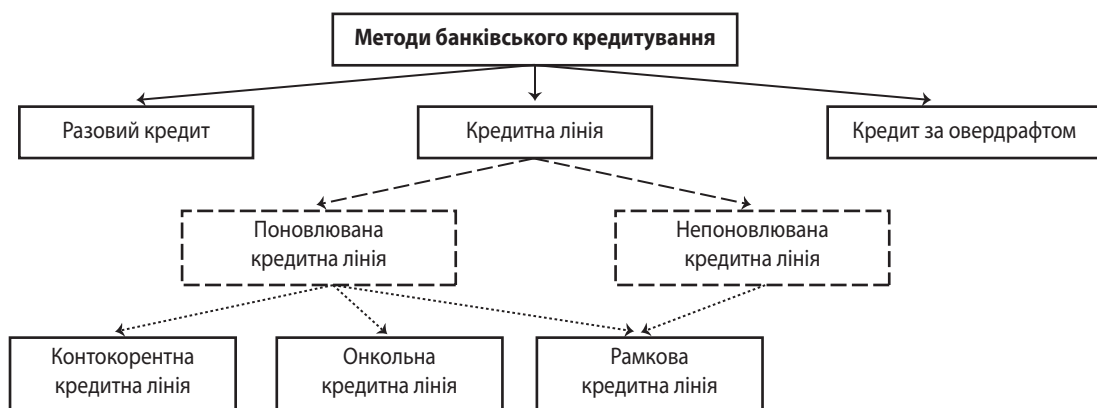 Методи банківського кредитування
Разовий кредит
Кредитна лінія
Кредит за овердрафтом
Поновлювана
кредитна лінія
Непоновлювана
кредитна лінія
Контокорентна
кредитна лінія
Онкольна
кредитна лінія
Рамкова
кредитна лінія